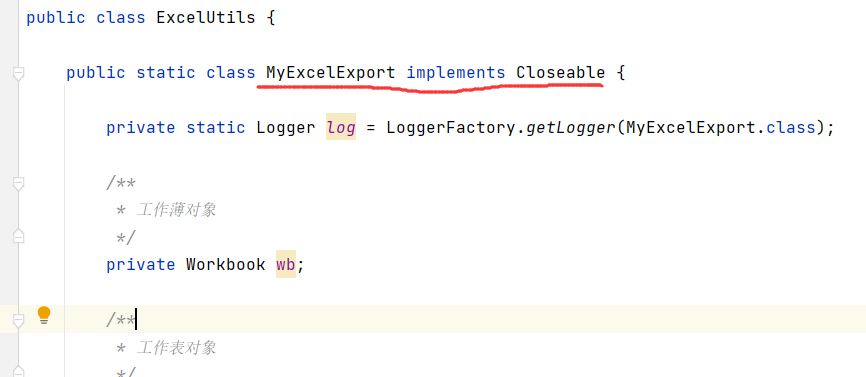 public class ExcelUtils {
public static class MyExcelExport implements Closeable {
private static Logger log = LoggerFactory.getLogger(MyExcelExport.class);
/**
* 工作薄对象
*/
private Workbook wb;
/**
* 工作表对象
*/